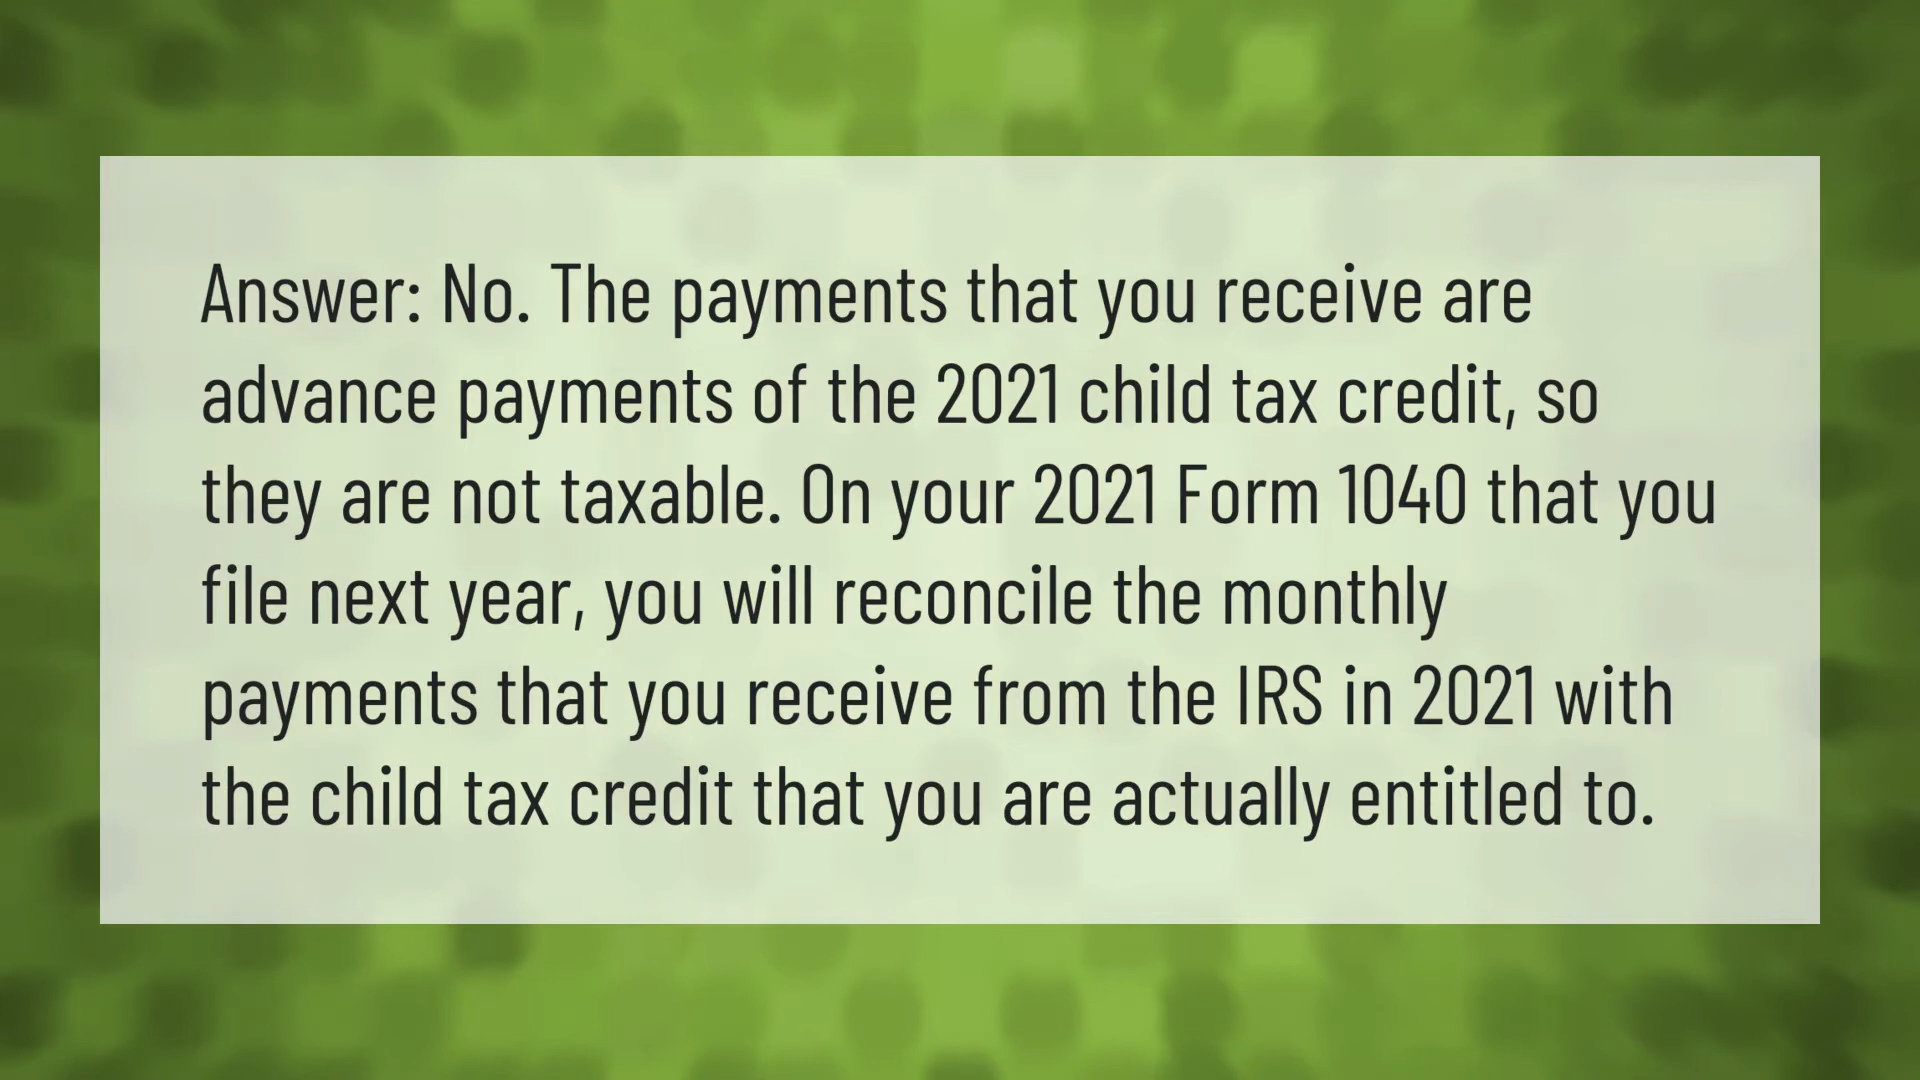 Answer: No. The payments that you receive are
advance payments of the 2021 child tax credit, so
they are not taxable. On your 2021 Form 1040 that you
file next year, you will reconcile the monthly
payments that you receive from the IRS in 2021 with
the child tax credit that you are actually entitled to.